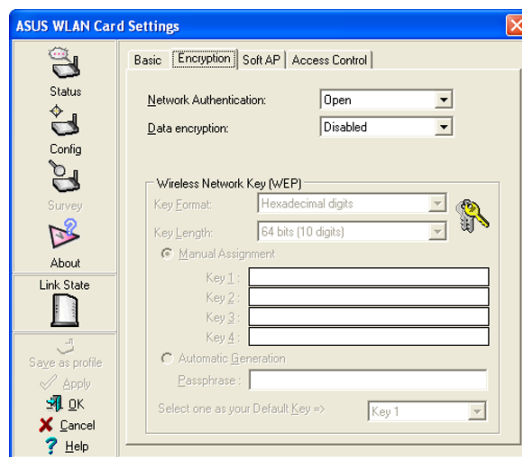 ASUS WLAN Card Settings
Status
Config
Survey
About
Link State
Save as profile
Apply
OK
Cancel
Help
Basic
Encryption
Soft AP
Access Control
Network Authentication:
Open
Data encryption:
Disabled
Wireless Network Key (WEP)
Key Format:
Hexadecimal digits
Key Length:
64 bits (10 digits)
Manual Assignment
Key 1 :
Key 2 :
Key 3 :
Key 4 :
Automatic Generation
Passphrase :
Select one as your Default Key =>
Key 1